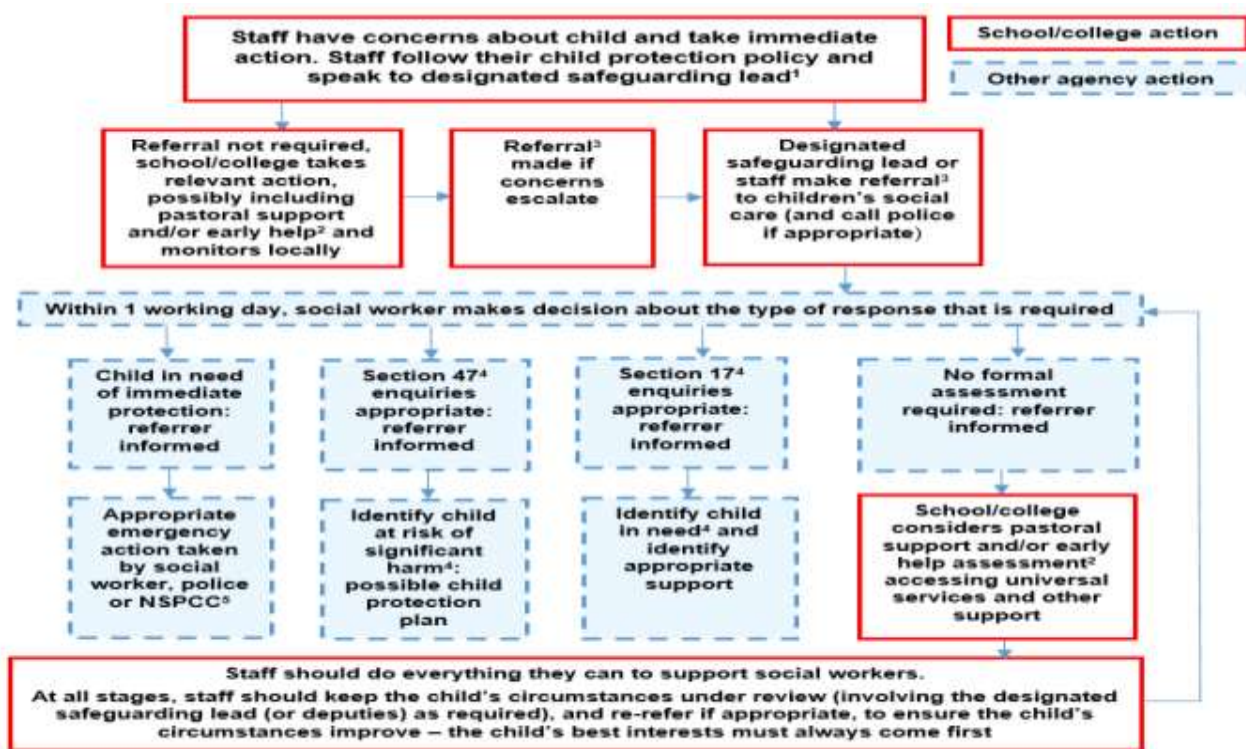 Staff have concerns about child and take immediate
action. Staff follow their child protection policy and
speak to designated safeguarding lead¹
School/college action
Other agency action
Referral not required,
school/college takes
relevant action,
possibly including
pastoral support
and/or early help² and
monitors locally
Referral³
made if
concerns
escalate
Designated
safeguarding lead or
staff make referral³
to children's social
care (and call police
if appropriate)
Within 1 working day, social worker makes decision about the type of response that is required
Child in need
of immediate
protection:
referrer
informed
Section 47⁴
enquiries
appropriate:
referrer
informed
Section 17⁴
enquiries
appropriate:
referrer
informed
No formal
assessment
required: referrer
informed
Appropriate
emergency
action taken
by social
worker, police
or NSPCC⁵
Identify child
at risk of
significant
harm⁴:
possible child
protection
plan
Identify child
in need⁴ and
identify
appropriate
support
School/college
considers pastoral
support and/or early
help assessment²
accessing universal
services and other
support
Staff should do everything they can to support social workers.
At all stages, staff should keep the child's circumstances under review (involving the designated
safeguarding lead (or deputies) as required), and re-refer if appropriate, to ensure the child's
circumstances improve – the child's best interests must always come first